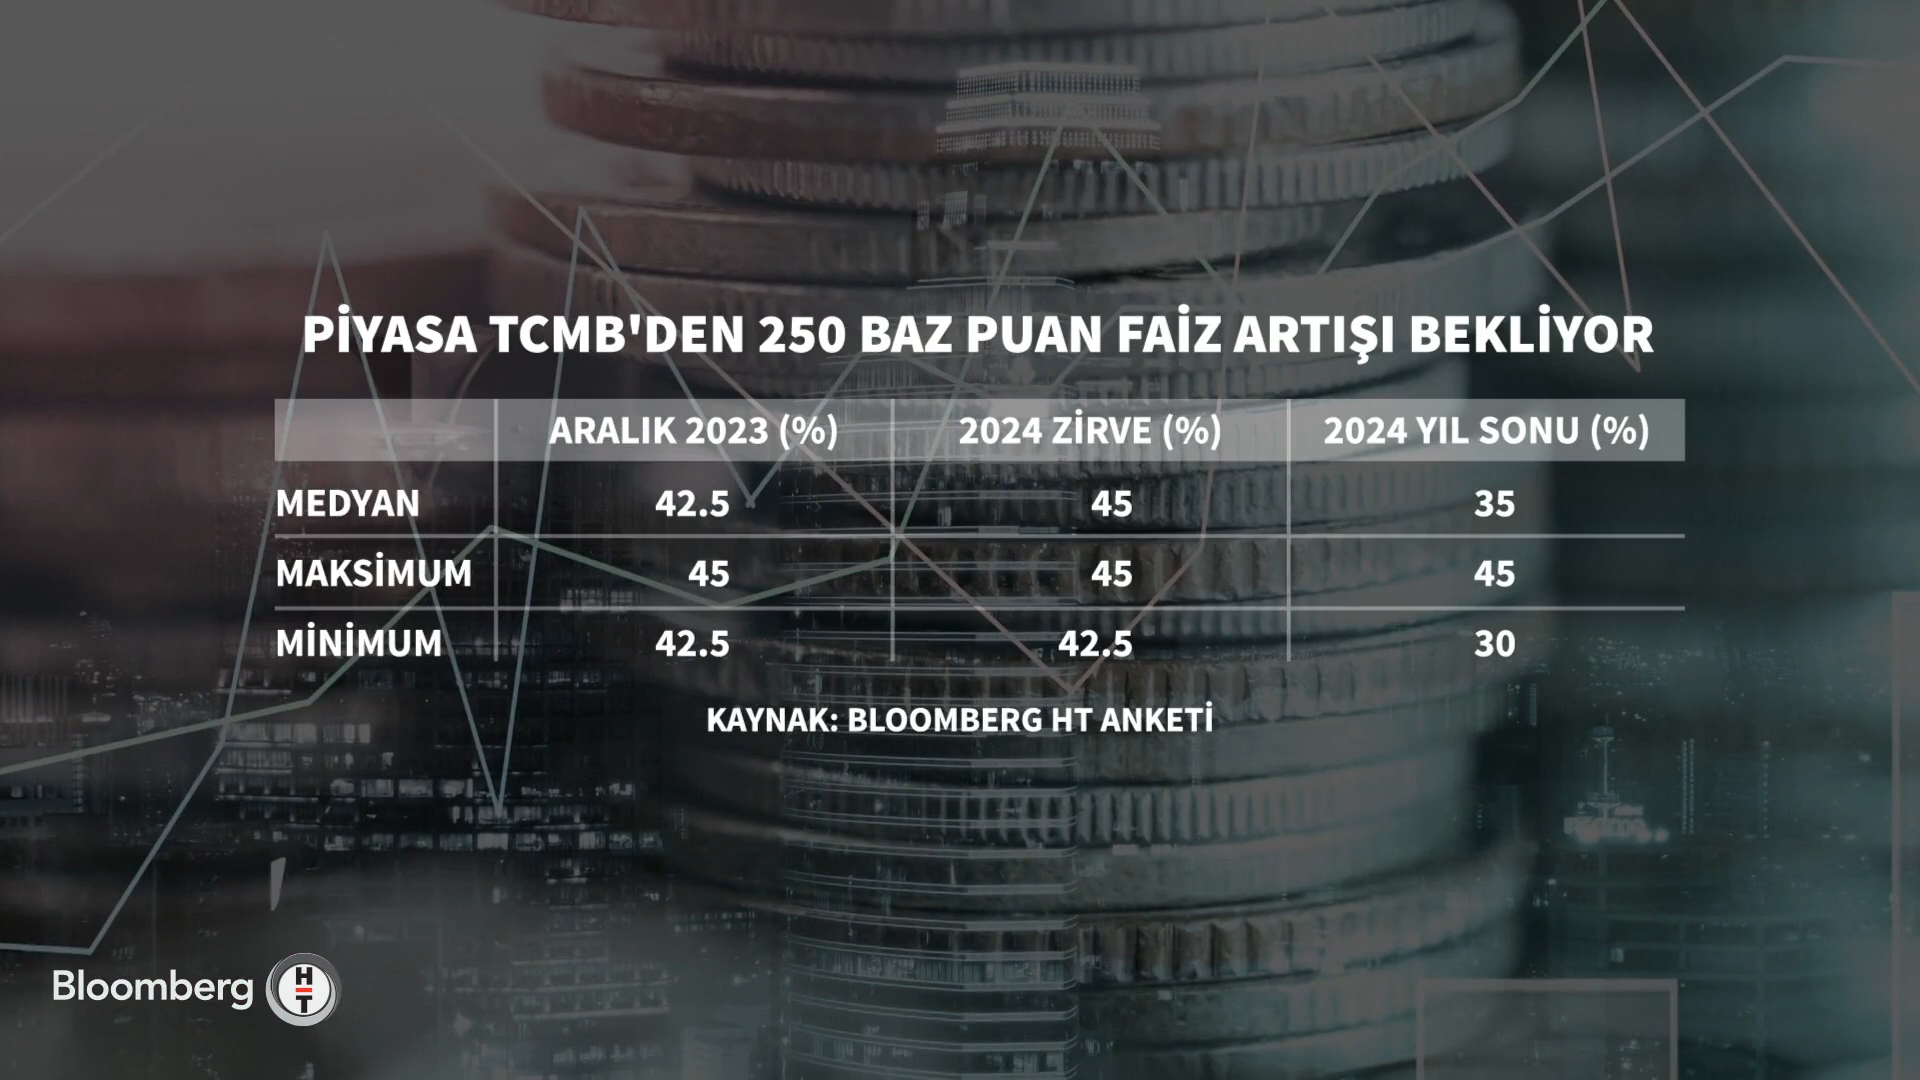 PİYASA TCMB'DEN 250 BAZ PUAN FAİZ ARTIŞI BEKLİYOR
ARALIK 2023 (%) 2024 ZİRVE (%) 2024 YIL SONU (%)
MEDYAN 42.5 45 35
MAKSİMUM 45 45 45
MİNİMUM 42.5 42.5 30
KAYNAK: BLOOMBERG HT ANKETİ
Bloomberg HT